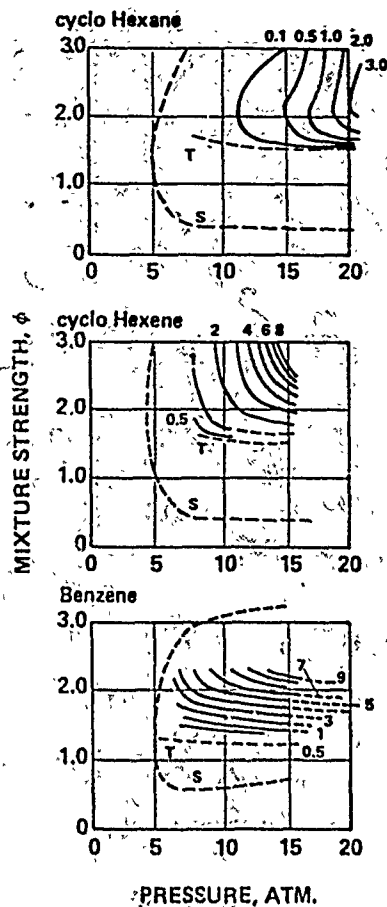 cyclo Hexane
0.1 0.5 1.0 2.0
3.0
3.0
2.0
T
1.0
S
0
0 5 10 15 20
cyclo Hexene
2 4 6 8
3.0
1
2.0
0.5
T
1.0
S
0
0 5 10 15 20
Benzene
3.0
7
9
2.0
5
3
1
T
0.5
1.0
S
0
0 5 10 15 20
MIXTURE STRENGTH, ϕ
PRESSURE, ATM.